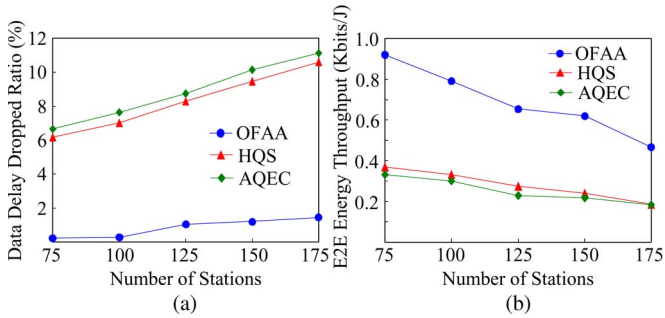 Data Delay Dropped Ratio (%)
12
10
8
6
4
2
OFAA
HQS
AQEC
75 100 125 150 175
Number of Stations
(a)
E2E Energy Throughput (Kbits/J)
1.0
0.8
0.6
0.4
0.2
OFAA
HQS
AQEC
75 100 125 150 175
Number of Stations
(b)